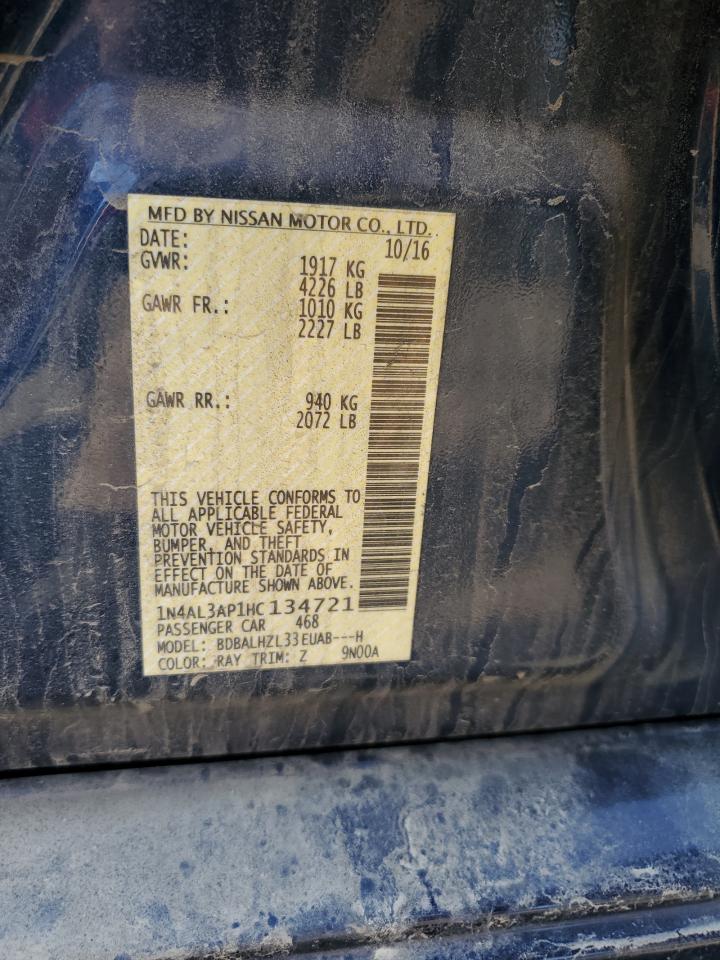 MFD BY NISSAN MOTOR CO., LTD.
DATE: 10/16
GVWR: 1917 KG
4226 LB
GAWR FR.: 1010 KG
2227 LB
GAWR RR.: 940 KG
2072 LB
THIS VEHICLE CONFORMS TO
ALL APPLICABLE FEDERAL
MOTOR VEHICLE SAFETY,
BUMPER, AND THEFT
PREVENTION STANDARDS IN
EFFECT ON THE DATE OF
MANUFACTURE SHOWN ABOVE.
1N4AL3AP1HC134721
PASSENGER CAR 468
MODEL: BDBALHZL33EUAB---H
COLOR: RAY TRIM: Z 9N00A